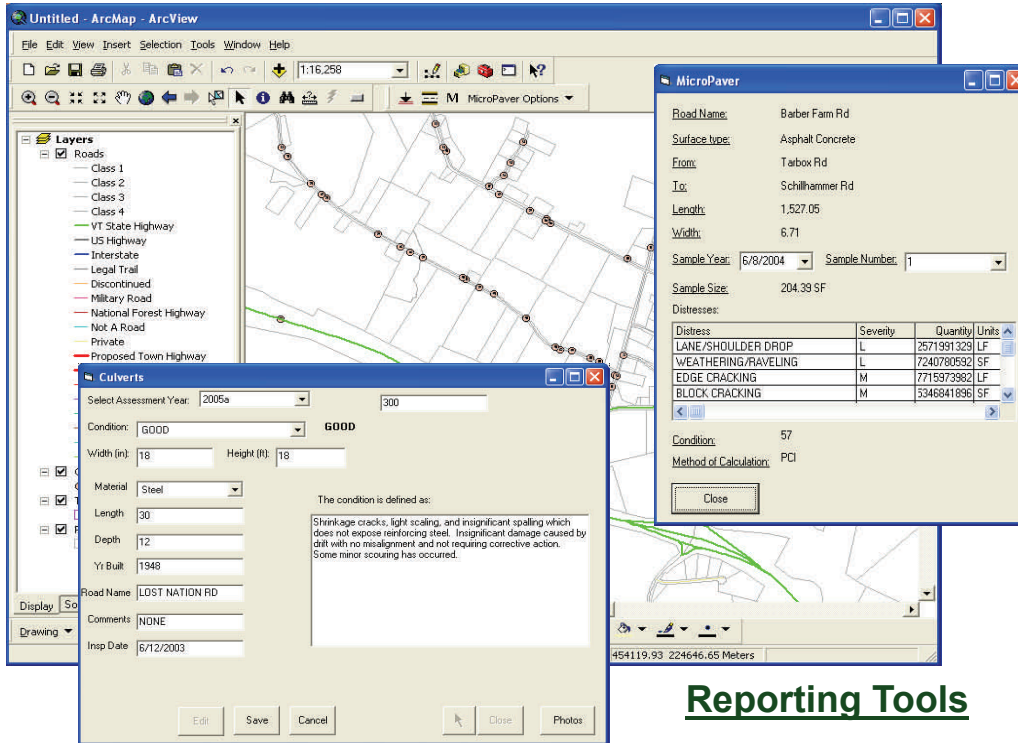 Untitled - ArcMap - ArcView
File Edit View Insert Selection Tools Window Help
1:16,258
M MicroPaver Options
Layers
Roads
Class 1
Class 2
Class 3
Class 4
VT State Highway
US Highway
Interstate
Legal Trail
Discontinued
Military Road
National Forest Highway
Not A Road
Private
Proposed Town Highway
Display So
Drawing
454119.93 224646.65 Meters
MicroPaver
Road Name: Barber Farm Rd
Surface type: Asphalt Concrete
From: Tarbox Rd
To: Schillhammer Rd
Length: 1,527.05
Width: 6.71
Sample Year: 6/8/2004 Sample Number: 1
Sample Size: 204.39 SF
Distresses:
Distress Severity Quantity Units
LANE/SHOULDER DROP L 2571991329 LF
WEATHERING/RAVELING L 7240780592 SF
EDGE CRACKING M 7715973982 LF
BLOCK CRACKING M 5346841896 SF
Condition: 57
Method of Calculation: PCI
Close
Culverts
Select Assessment Year: 2005a 300
Condition: GOOD GOOD
Width (in): 18 Height (ft): 18
Material Steel
Length 30
Depth 12
Yr Built 1948
Road Name LOST NATION RD
Comments NONE
Insp Date 6/12/2003
The condition is defined as:
Shrinkage cracks, light scaling, and insignificant spalling which
does not expose reinforcing steel. Insignificant damage caused by
drift with no misalignment and not requiring corrective action.
Some minor scouring has occurred.
Edit Save Cancel Close Photos
Reporting Tools